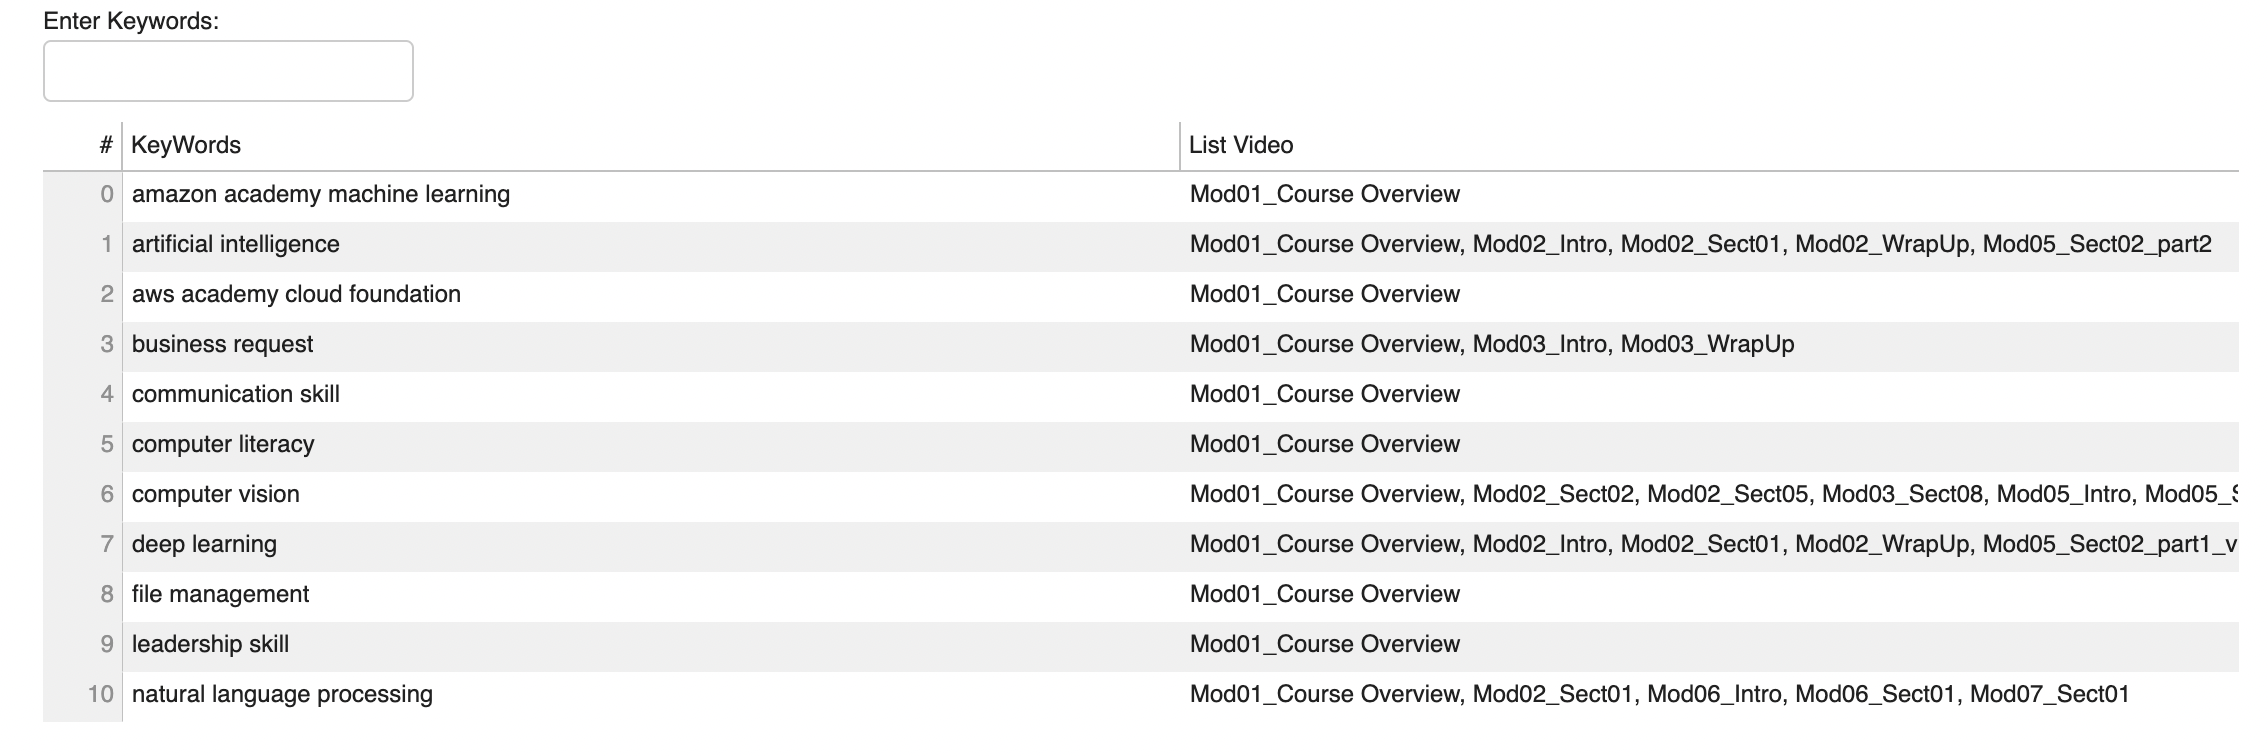 Enter Keywords:
# KeyWords List Video
0 amazon academy machine learning Mod01_Course Overview
1 artificial intelligence Mod01_Course Overview, Mod02_Intro, Mod02_Sect01, Mod02_WrapUp, Mod05_Sect02_part2
2 aws academy cloud foundation Mod01_Course Overview
3 business request Mod01_Course Overview, Mod03_Intro, Mod03_WrapUp
4 communication skill Mod01_Course Overview
5 computer literacy Mod01_Course Overview
6 computer vision Mod01_Course Overview, Mod02_Sect02, Mod02_Sect05, Mod03_Sect08, Mod05_Intro, Mod05_
7 deep learning Mod01_Course Overview, Mod02_Intro, Mod02_Sect01, Mod02_WrapUp, Mod05_Sect02_part1_v
8 file management Mod01_Course Overview
9 leadership skill Mod01_Course Overview
10 natural language processing Mod01_Course Overview, Mod02_Sect01, Mod06_Intro, Mod06_Sect01, Mod07_Sect01